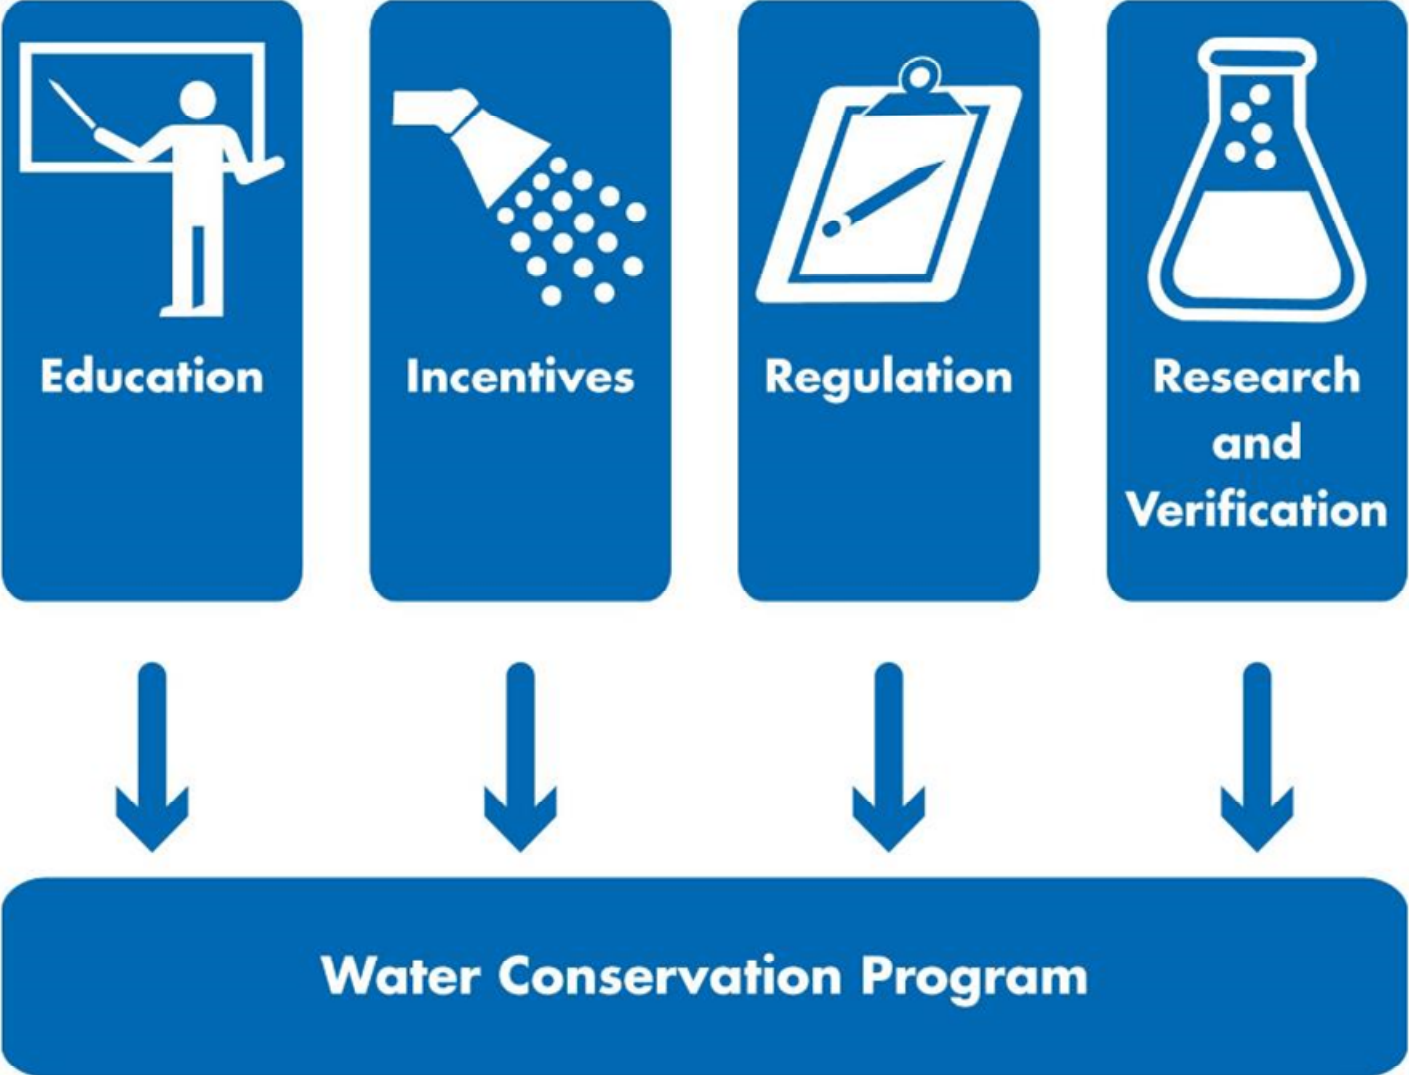 Education
Incentives
Regulation
Research
and
Verification
Water Conservation Program